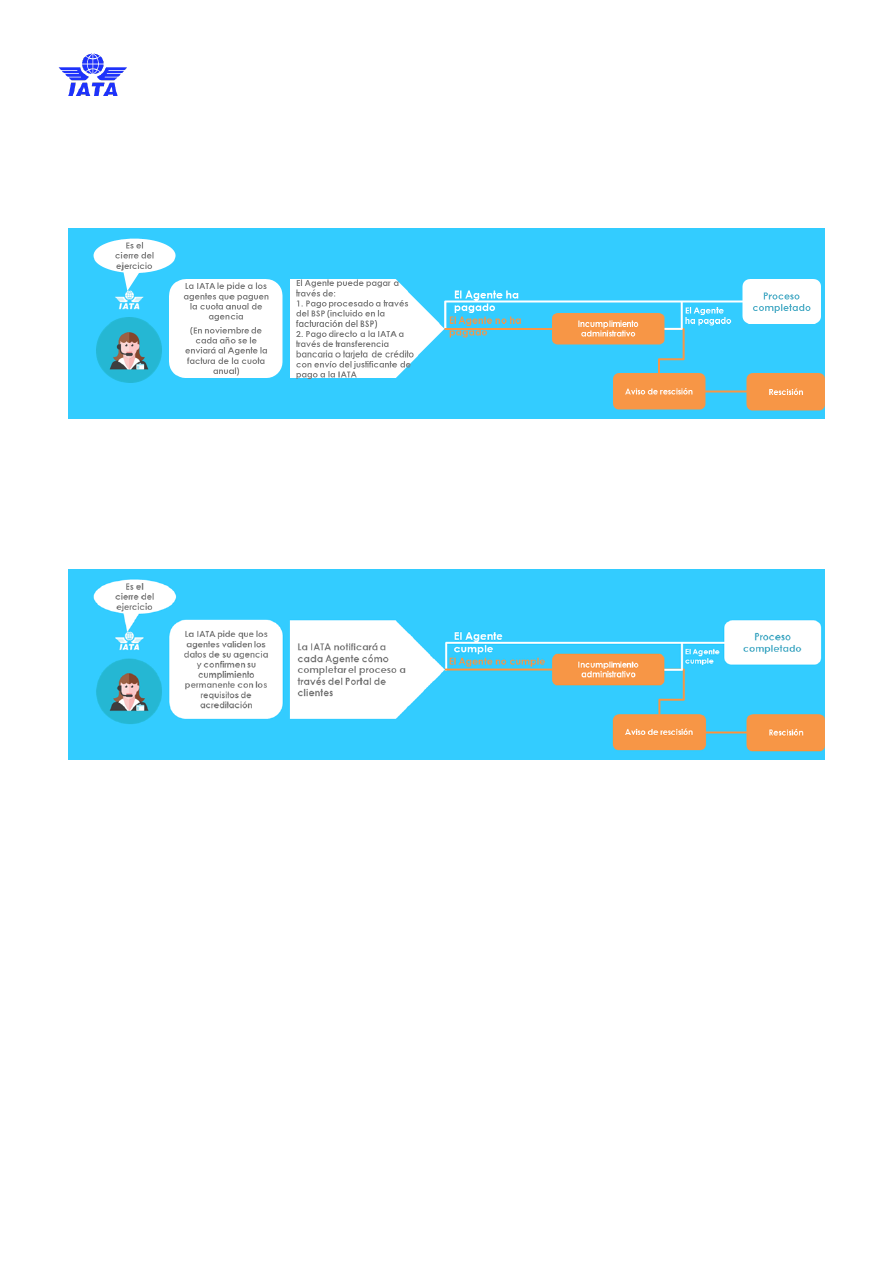 IATA
Es el
cierre del
ejercicio
IATA
La IATA le pide a los
agentes que paguen
la cuota anual de
agencia
(En noviembre de
cada año se le
enviará al Agente la
factura de la cuota
anual)
El Agente puede pagar a
través de:
1. Pago procesado a través
del BSP (incluido en la
facturación del BSP)
2. Pago directo a la IATA a
través de transferencia
bancaria o tarjeta de crédito
con envío del justificante de
pago a la IATA
El Agente ha
pagado
El Agente no ha
pagado
Incumplimiento
administrativo
El Agente
ha pagado
Proceso
completado
Aviso de rescisión
Rescisión
Es el
cierre del
ejercicio
IATA
La IATA pide que los
agentes validen los
datos de su agencia
y confirmen su
cumplimiento
permanente con los
requisitos de
acreditación
La IATA notificará a
cada Agente cómo
completar el proceso a
través del Portal de
clientes
El Agente
cumple
El Agente no cumple
Incumplimiento
administrativo
El Agente
cumple
Proceso
completado
Aviso de rescisión
Rescisión